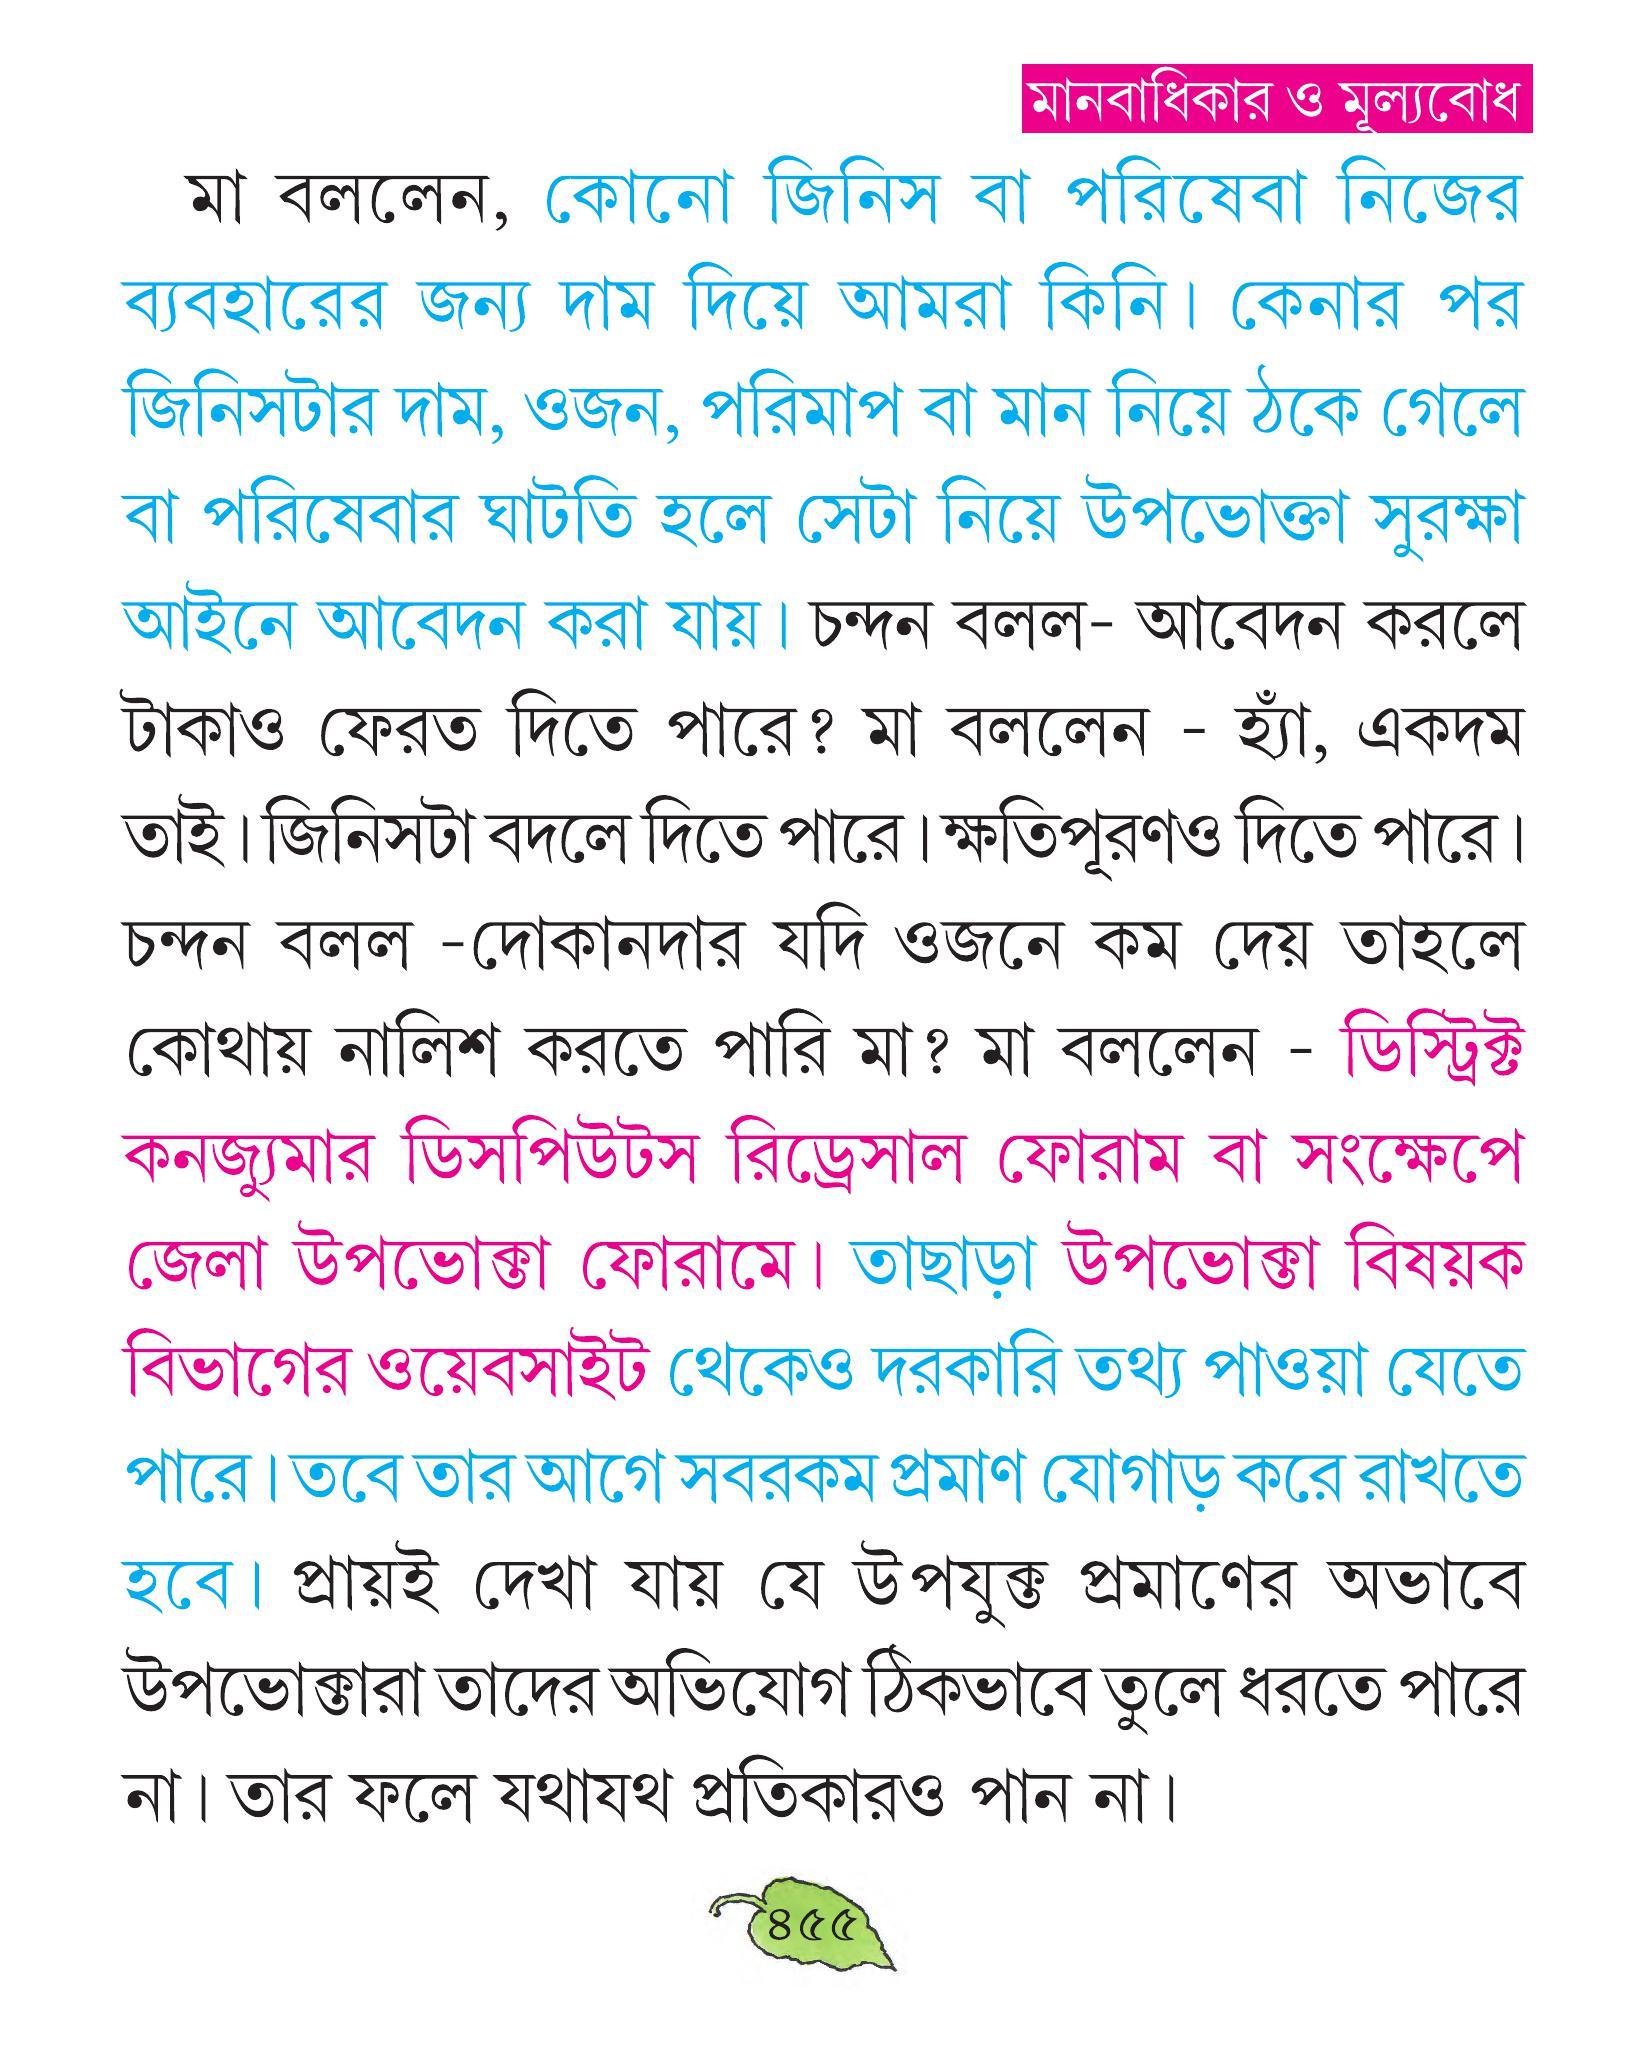 মানবাধিকার ও মূল্যবোধ
মা বললেন, কোনো জিনিস বা পরিষেবা নিজের
ব্যবহারের জন্য দাম দিয়ে আমরা কিনি। কেনার পর
জিনিসটার দাম, ওজন, পরিমাপ বা মান নিয়ে ঠকে গেলে
বা পরিষেবার ঘাটতি হলে সেটা নিয়ে উপভোক্তা সুরক্ষা
আইনে আবেদন করা যায়। চন্দন বলল- আবেদন করলে
টাকাও ফেরত দিতে পারে? মা বললেন - হ্যাঁ, একদম
তাই। জিনিসটা বদলে দিতে পারে। ক্ষতিপূরণও দিতে পারে।
চন্দন বলল -দোকানদার যদি ওজনে কম দেয় তাহলে
কোথায় নালিশ করতে পারি মা? মা বললেন - ডিস্ট্রিক্ট
কনজ্যুমার ডিসপিউটস রিড্রেসাল ফোরাম বা সংক্ষেপে
জেলা উপভোক্তা ফোরামে। তাছাড়া উপভোক্তা বিষয়ক
বিভাগের ওয়েবসাইট থেকেও দরকারি তথ্য পাওয়া যেতে
পারে। তবে তার আগে সবরকম প্রমাণ যোগাড় করে রাখতে
হবে। প্রায়ই দেখা যায় যে উপযুক্ত প্রমাণের অভাবে
উপভোক্তারা তাদের অভিযোগ ঠিকভাবে তুলে ধরতে পারে
না। তার ফলে যথাযথ প্রতিকারও পান না।
৪৫৫